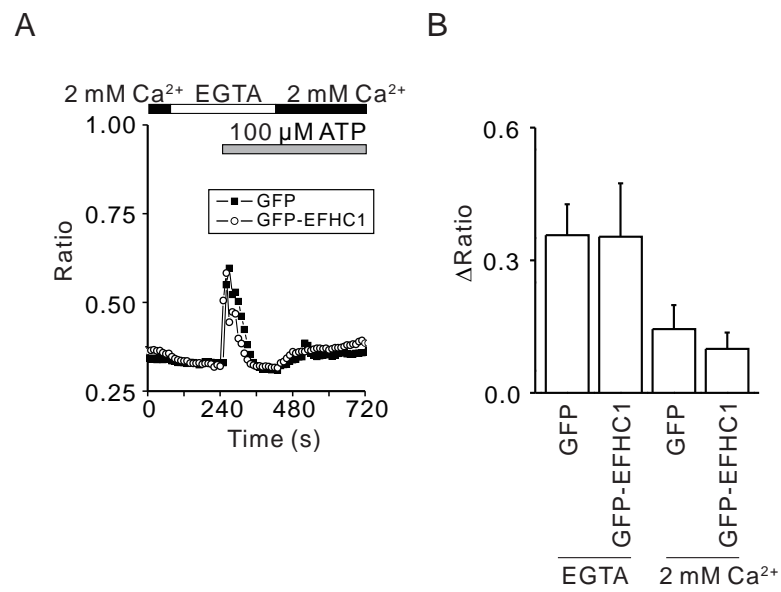 A
2 mM Ca²⁺ EGTA 2 mM Ca²⁺
1.00
100 µM ATP
0.75
GFP
GFP-EFHC1
Ratio
0.50
0.25
0 240 480 720
Time (s)
B
0.6
ΔRatio
0.3
0.0
GFP
GFP-EFHC1
GFP
GFP-EFHC1
EGTA 2 mM Ca²⁺